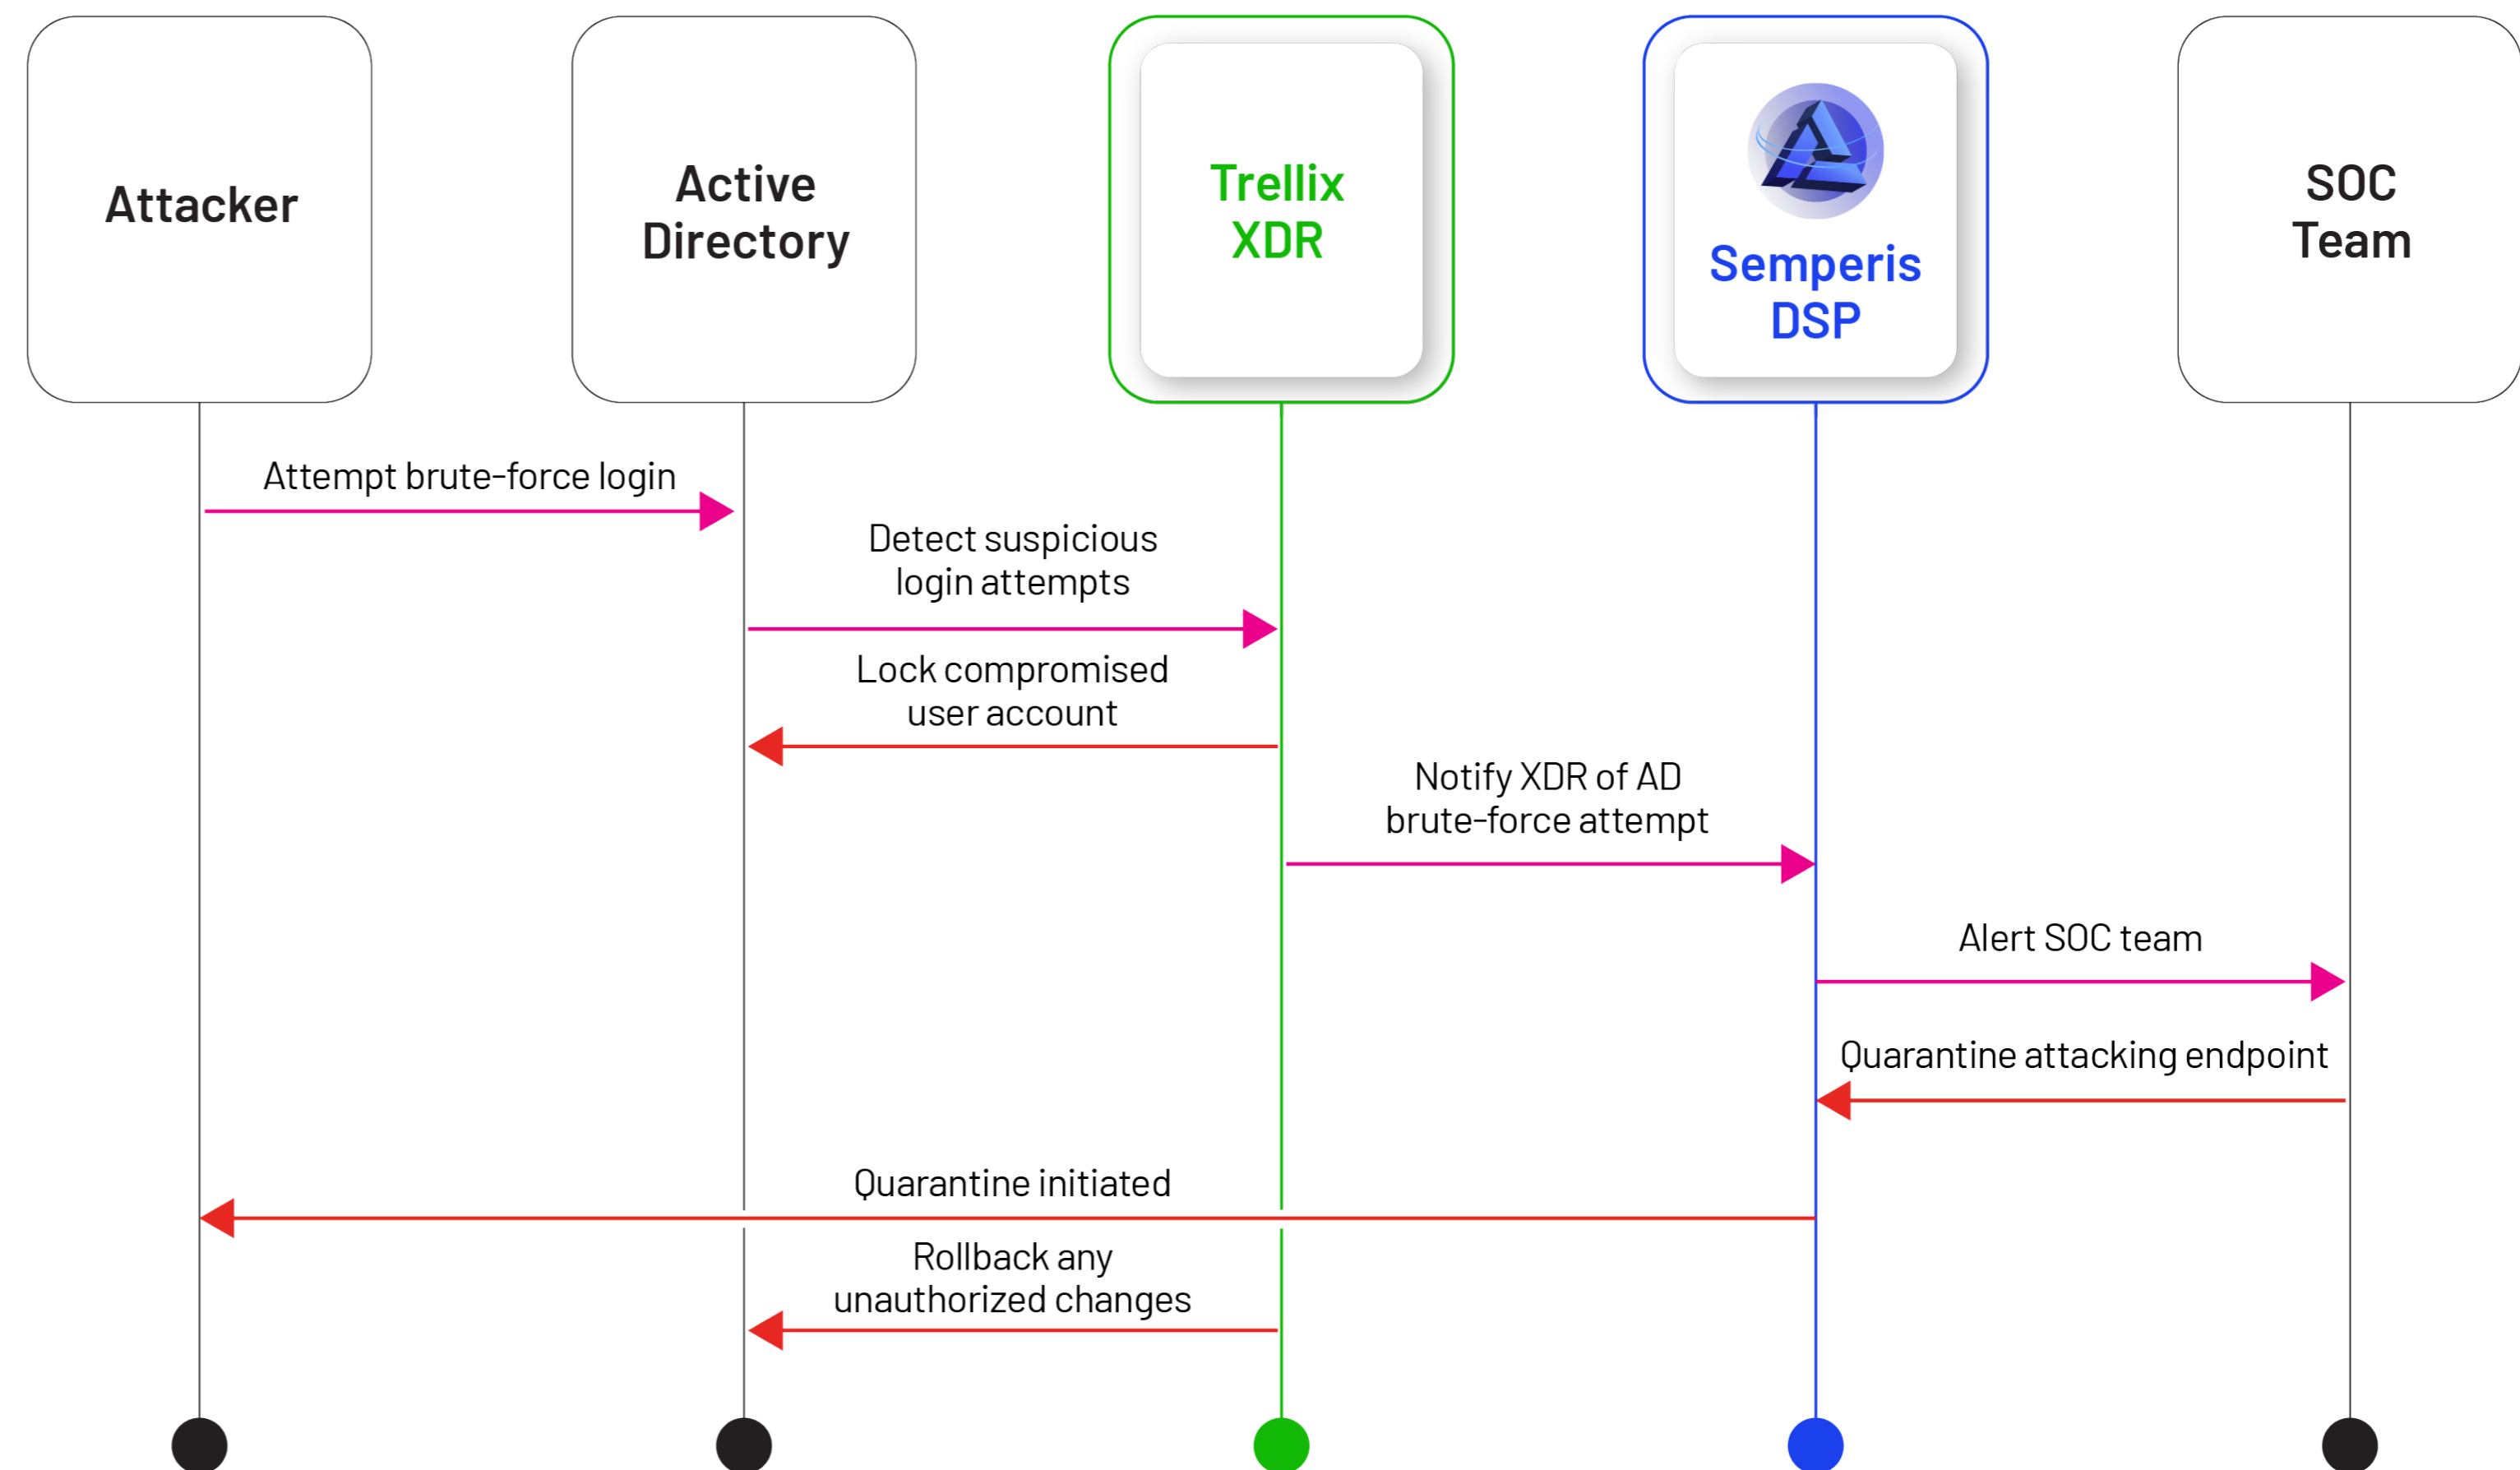 Attacker
Active
Directory
Trellix
XDR
Semperis
DSP
SOC
Team
Attempt brute-force login
Detect suspicious
login attempts
Lock compromised
user account
Notify XDR of AD
brute-force attempt
Alert SOC team
Quarantine attacking endpoint
Quarantine initiated
Rollback any
unauthorized changes